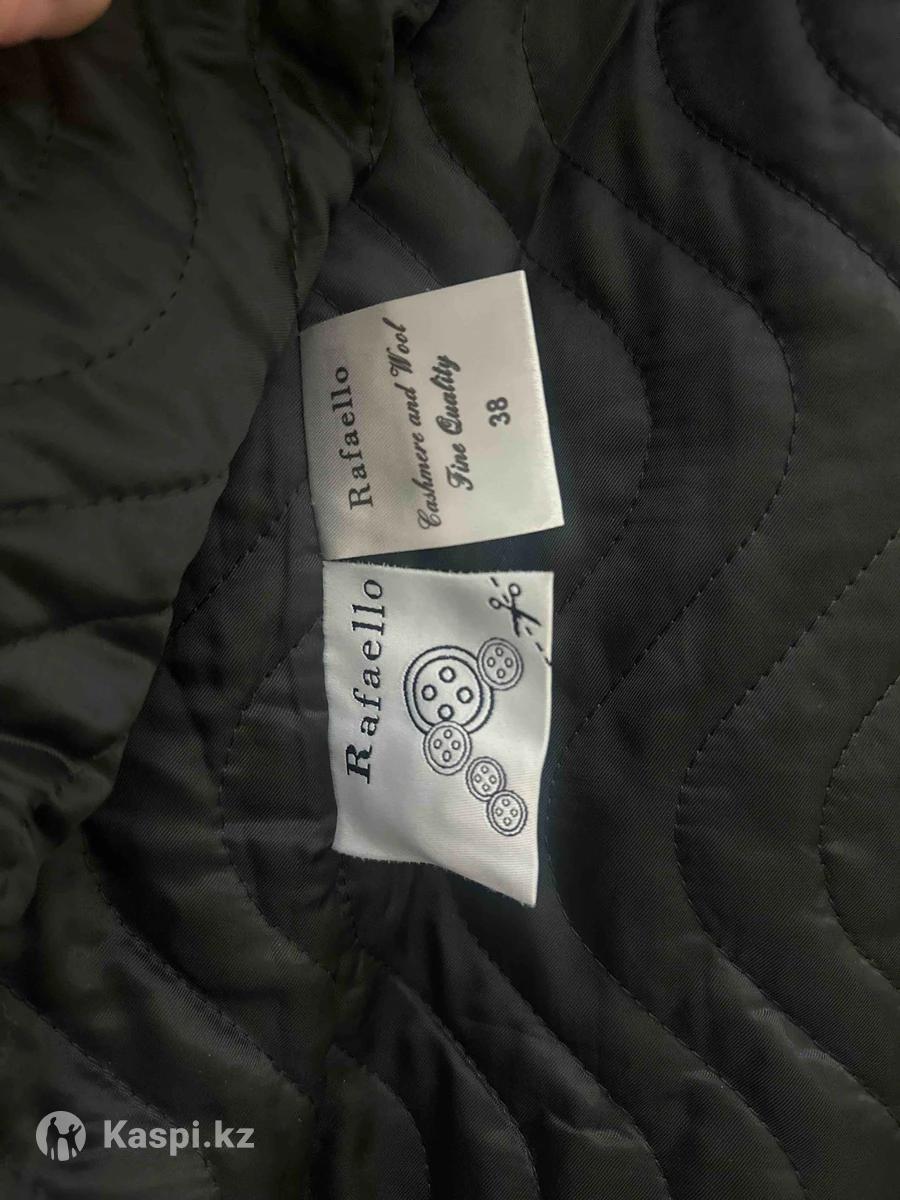 Rafaello
Cashmere and Wool
Fine Quality
38
Rafaello
Kaspi.kz